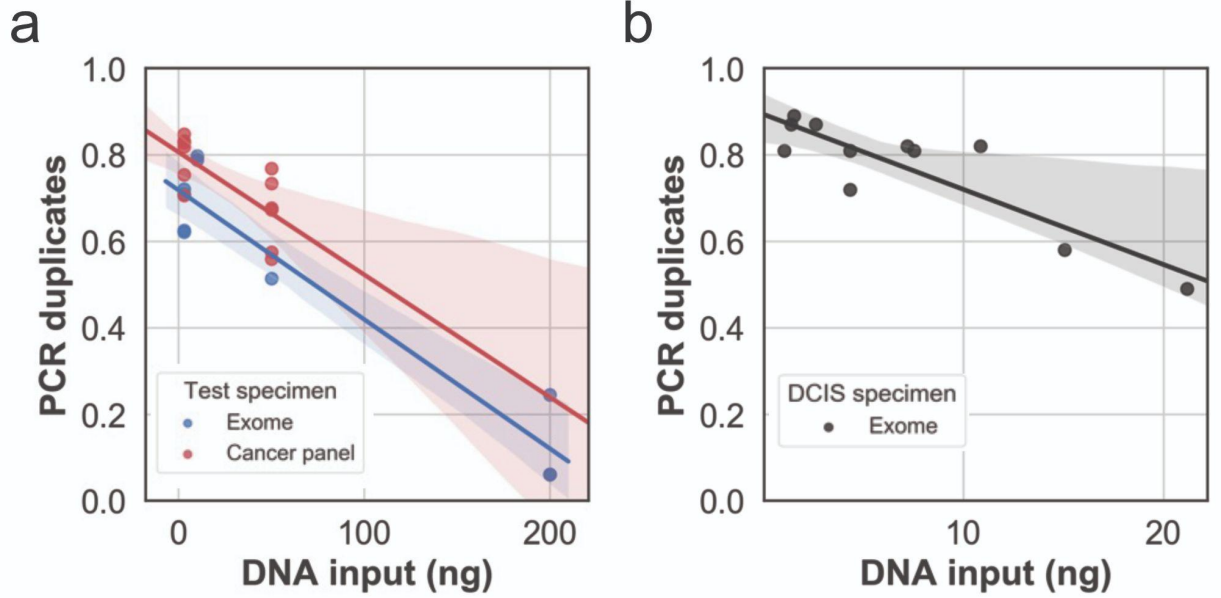 a
1.0
0.8
0.6
0.4
0.2
0.0
PCR duplicates
Test specimen
Exome
Cancer panel
0 100 200
DNA input (ng)
b
1.0
0.8
0.6
0.4
0.2
0.0
PCR duplicates
DCIS specimen
Exome
10 20
DNA input (ng)